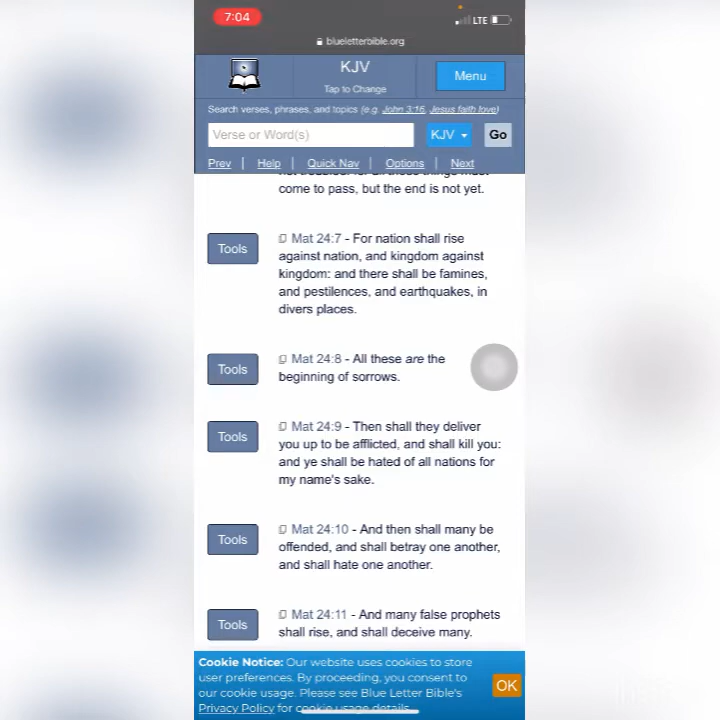 7:04
LTE
blueletterbible.org
KJV
Tap to Change
Menu
Search verses, phrases, and topics (e.g. John 3:16, Jesus faith love)
Verse or Word(s)
KJV
Go
Prev | Help | Quick Nav | Options | Next
come to pass, but the end is not yet.
Tools
Mat 24:7 - For nation shall rise
against nation, and kingdom against
kingdom: and there shall be famines,
and pestilences, and earthquakes, in
divers places.
Tools
Mat 24:8 - All these are the
beginning of sorrows.
Tools
Mat 24:9 - Then shall they deliver
you up to be afflicted, and shall kill you:
and ye shall be hated of all nations for
my name's sake.
Tools
Mat 24:10 - And then shall many be
offended, and shall betray one another,
and shall hate one another.
Tools
Mat 24:11 - And many false prophets
shall rise, and shall deceive many.
Cookie Notice: Our website uses cookies to store
user preferences. By proceeding, you consent to
our cookie usage. Please see Blue Letter Bible's
Privacy Policy for cookie usage details.
OK